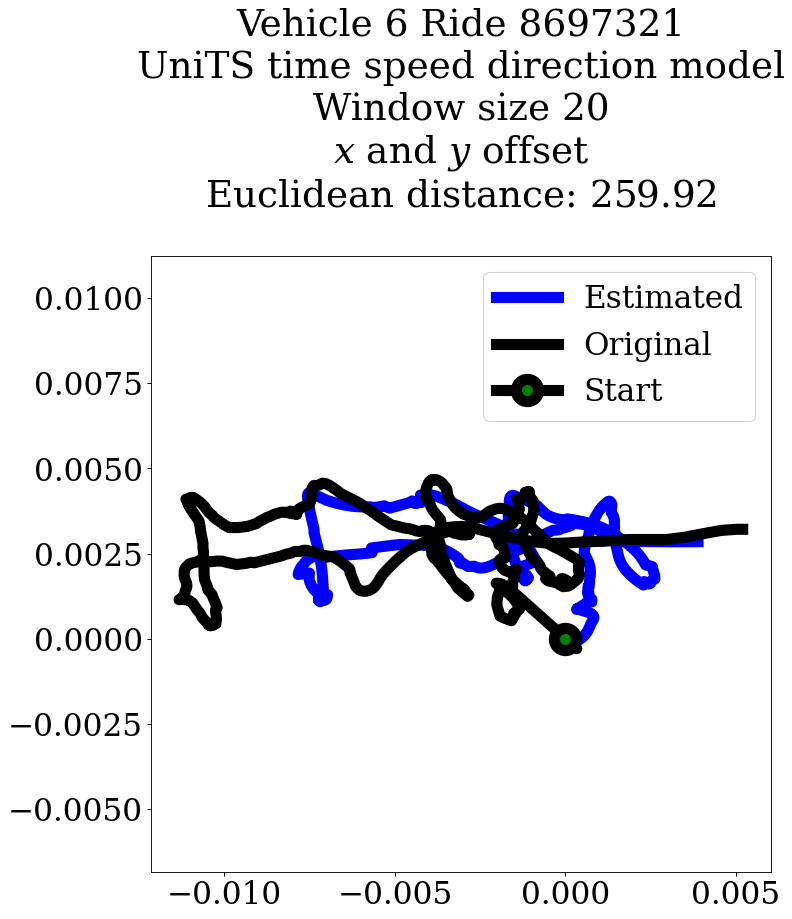 Vehicle 6 Ride 8697321
UniTS time speed direction model
Window size 20
x and y offset
Euclidean distance: 259.92
Estimated
Original
Start
0.0100
0.0075
0.0050
0.0025
0.0000
−0.0025
−0.0050
−0.010
−0.005
0.000
0.005